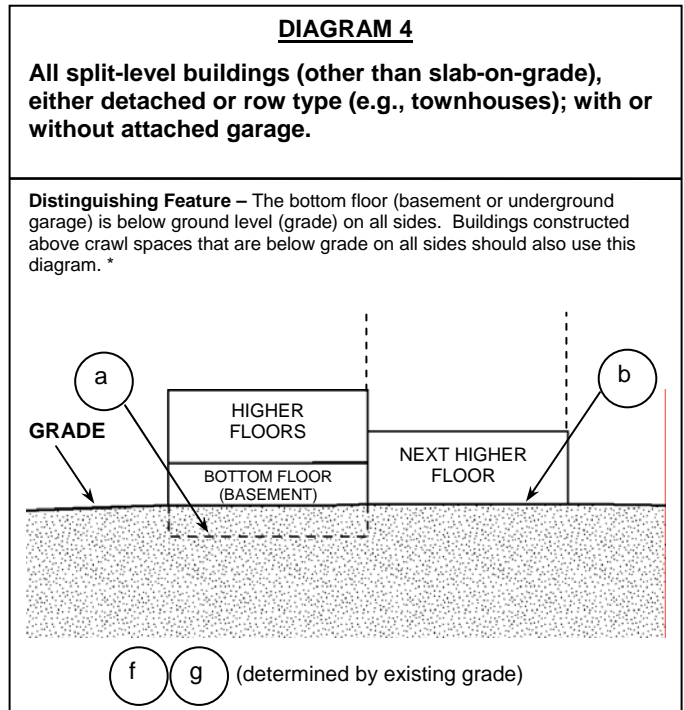 DIAGRAM 4
All split-level buildings (other than slab-on-grade),
either detached or row type (e.g., townhouses); with or
without attached garage.
Distinguishing Feature – The bottom floor (basement or underground
garage) is below ground level (grade) on all sides.  Buildings constructed
above crawl spaces that are below grade on all sides should also use this
diagram. *
a
b
HIGHER
FLOORS
GRADE
NEXT HIGHER
FLOOR
BOTTOM FLOOR
(BASEMENT)
f g (determined by existing grade)